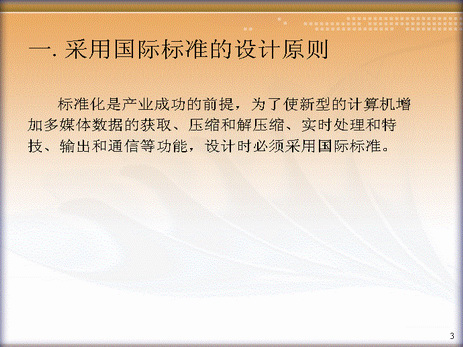 一. 采用国际标准的设计原则
标准化是产业成功的前提，为了使新型的计算机增
加多媒体数据的获取、压缩和解压缩、实时处理和特
技、输出和通信等功能，设计时必须采用国际标准。
3